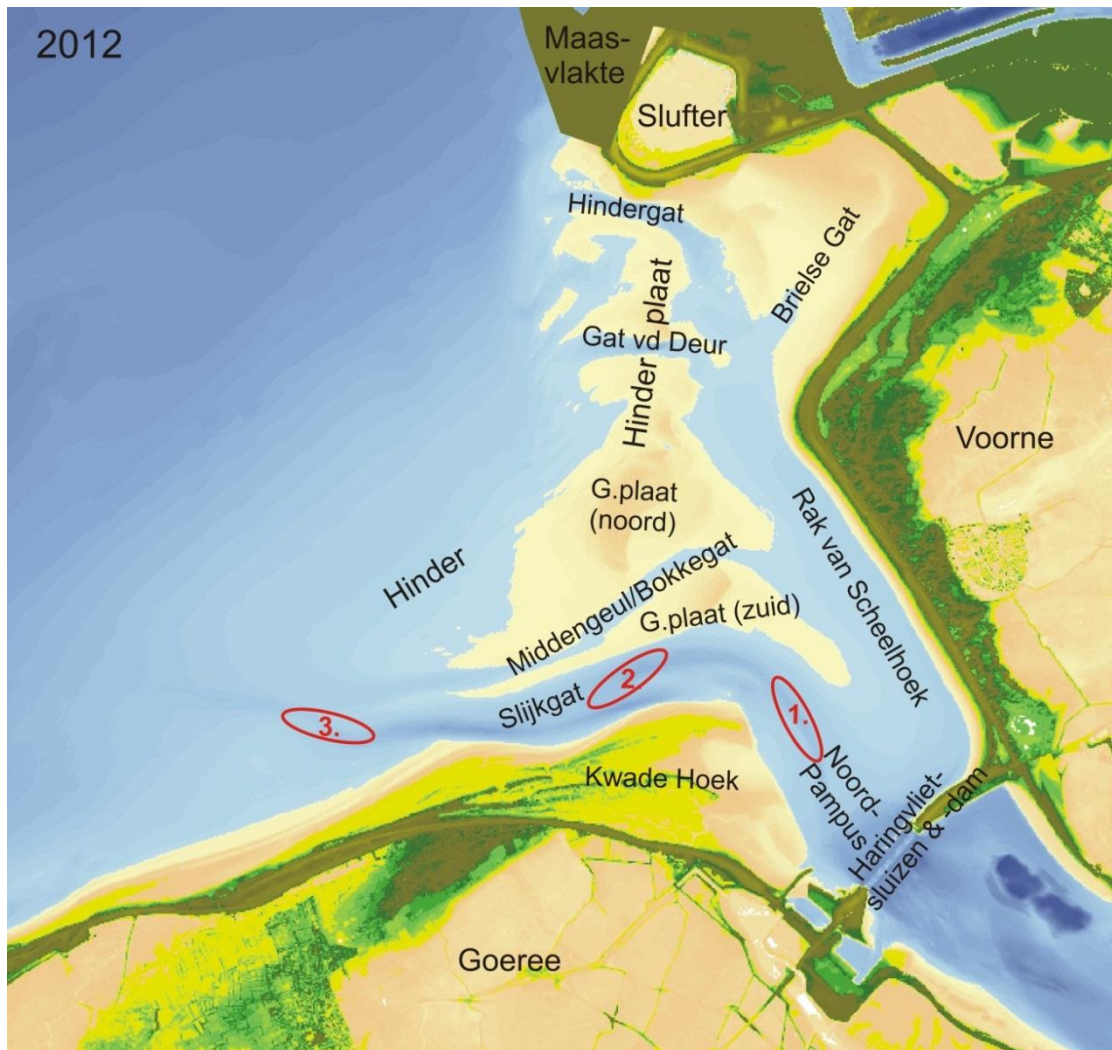 2012
Maas-
vlakte
Slufter
Hindergat
Brielse Gat
Hinder plaat
Gat vd Deur
Voorne
G.plaat
(noord)
Rak van Scheelhoek
Hinder
Middengeul/Bokkegat
G.plaat (zuid)
Slijkgat
2.
1.
3.
Noord-
Pampus
Kwade Hoek
Haringvliet-
sluizen & -dam
Goeree